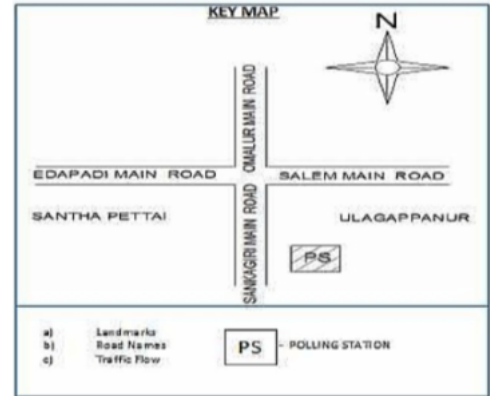 KEY MAP
N
OMALUR MAIN ROAD
EDAPADI MAIN ROAD
SALEM MAIN ROAD
SANTHA PETTAI
SANKAGIRI MAIN ROAD
ULAGAPPANUR
PS
a) Landmarks
b) Road Names
c) Traffic Flow
PS - POLLING STATION